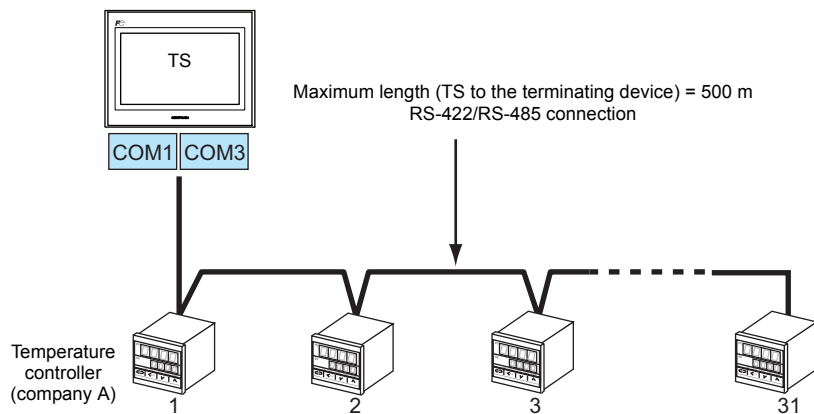 TS
Maximum length (TS to the terminating device) = 500 m
RS-422/RS-485 connection
COM1 COM3
Temperature
controller
(company A)
1 2 3 31